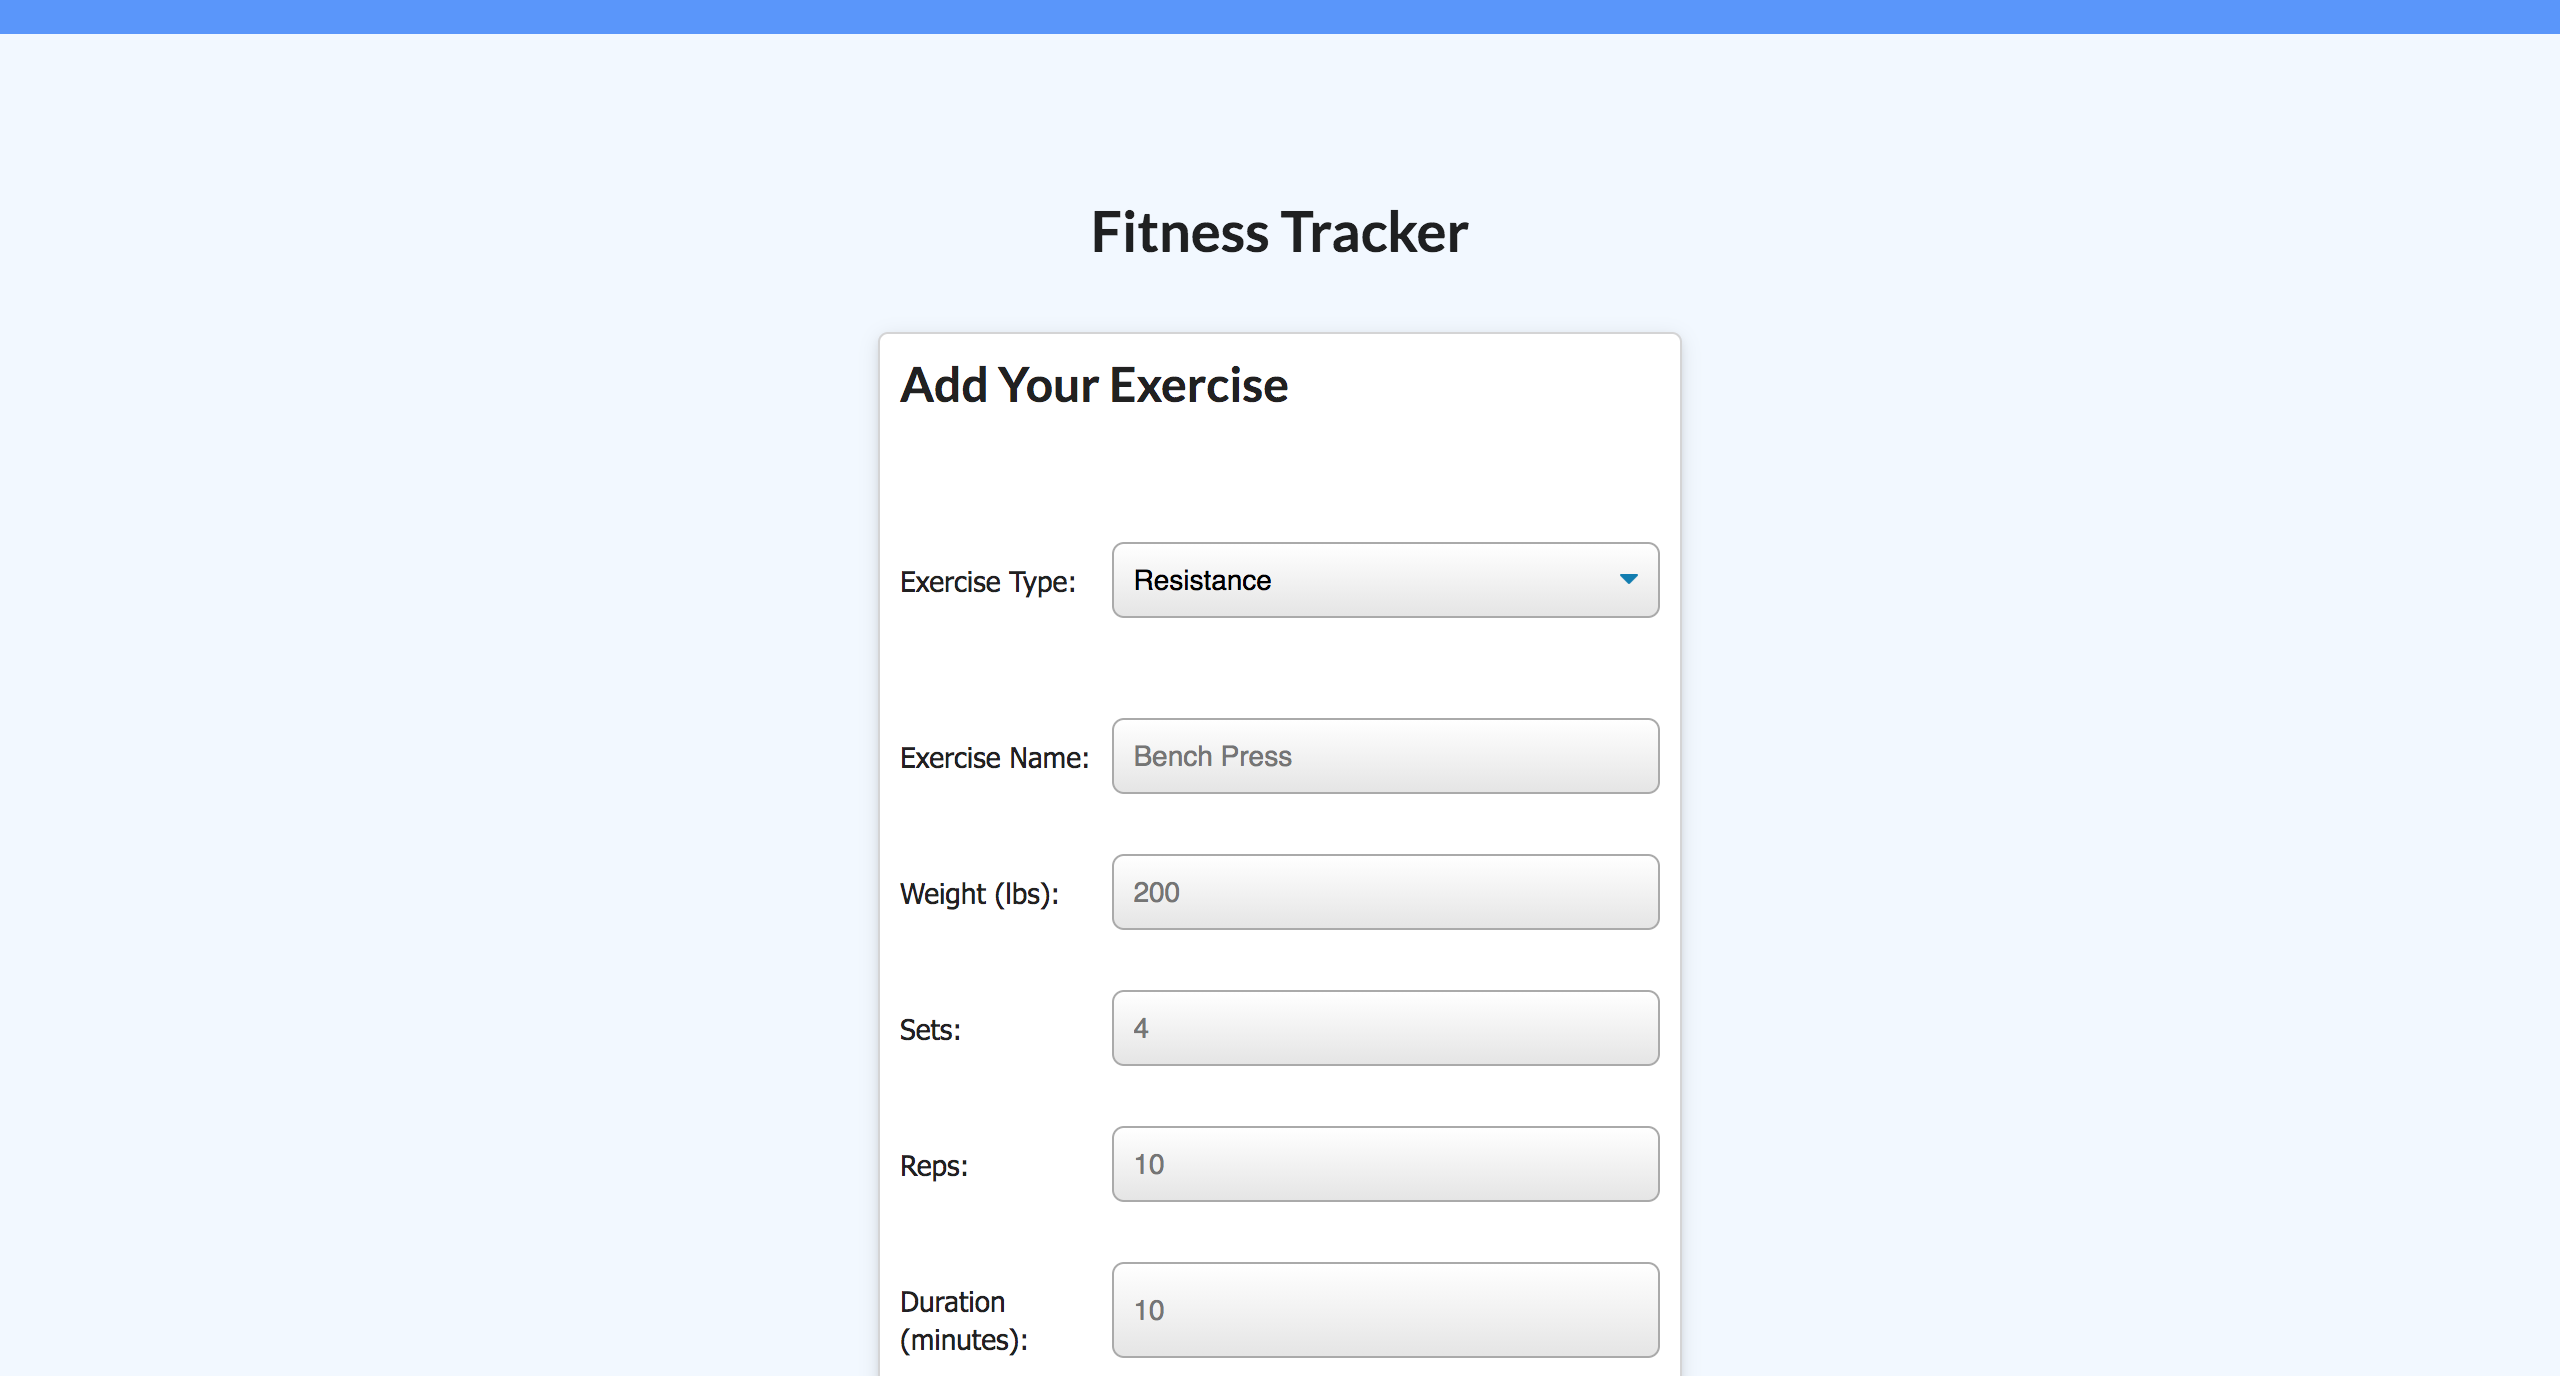 Fitness Tracker
Add Your Exercise
Exercise Type: Resistance
Exercise Name: Bench Press
Weight (lbs): 200
Sets: 4
Reps: 10
Duration
(minutes): 10